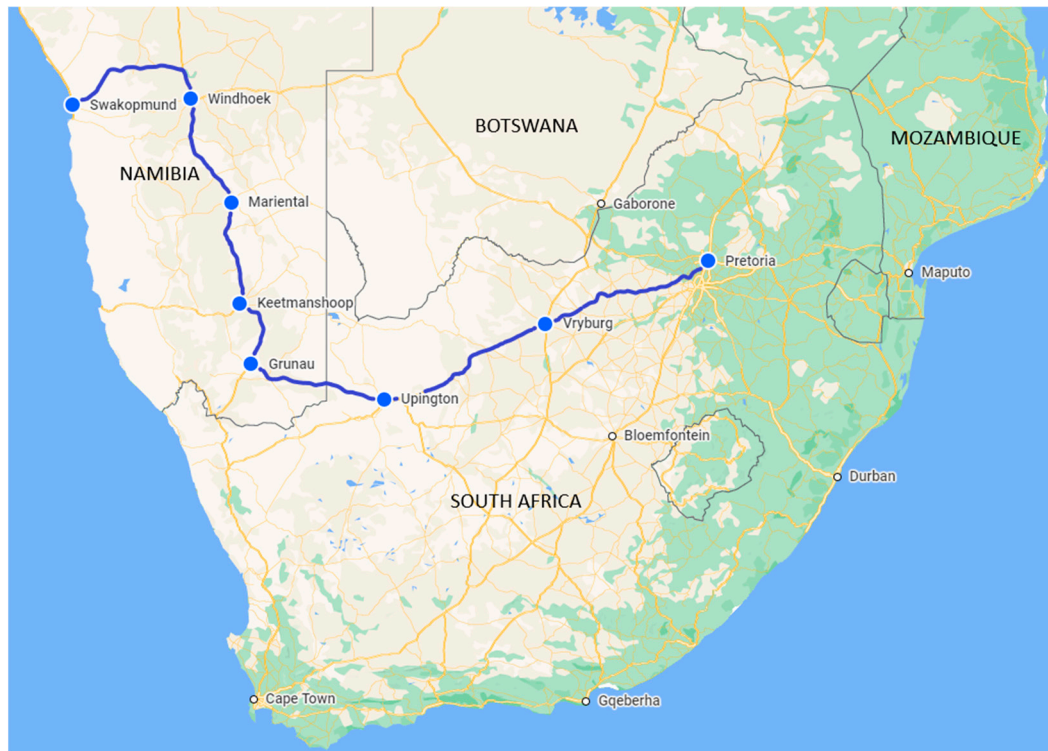 Swakopmund
Windhoek
BOTSWANA
MOZAMBIQUE
NAMIBIA
Mariental
Gaborone
Pretoria
Maputo
Keetmanshoop
Vryburg
Grunau
Upington
Bloemfontein
Durban
SOUTH AFRICA
Cape Town
Gqeberha